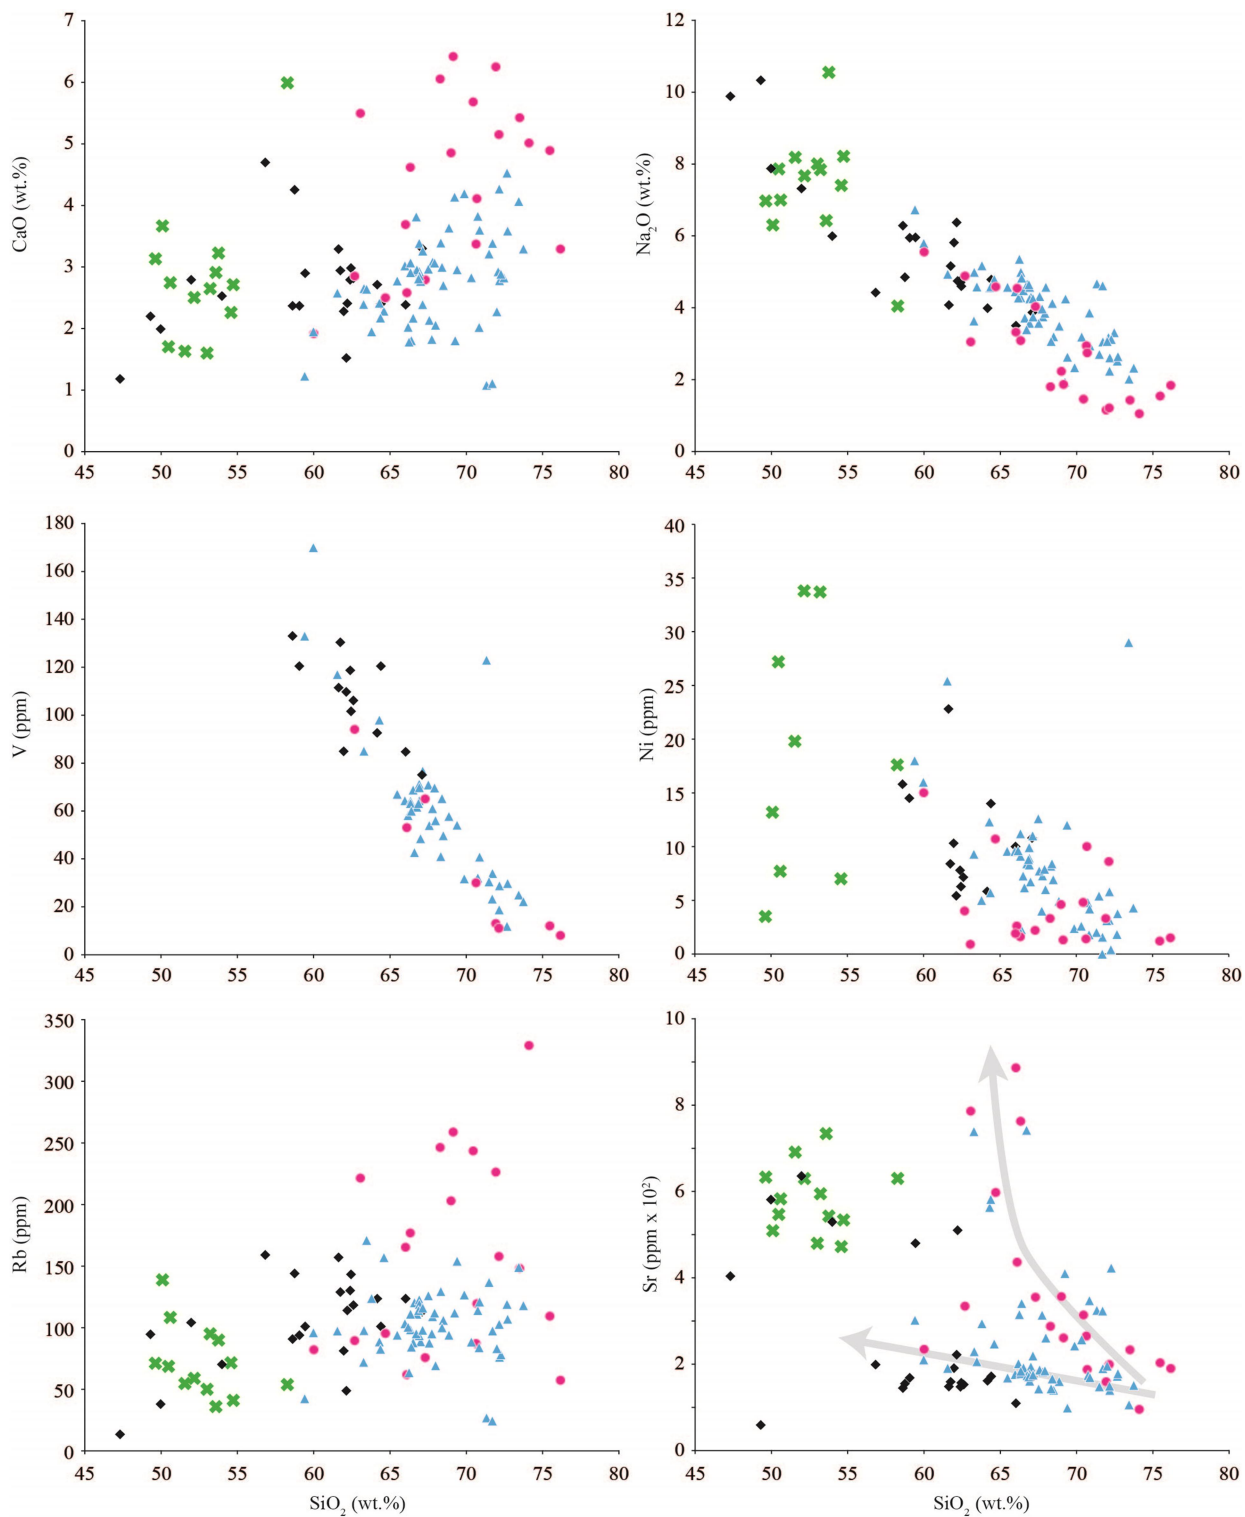 7 12
6 10
5 8
4 6
3 4
2 2
1 0
0
CaO (wt.%)
Na₂O (wt.%)
45 50 55 60 65 70 75 80 45 50 55 60 65 70 75 80
180 40
160 35
140 30
120 25
100 20
80 15
60 10
40 5
20 0
0
V (ppm)
Ni (ppm)
45 50 55 60 65 70 75 80 45 50 55 60 65 70 75 80
350 10
300 8
250 6
200 4
150 2
100 0
50
0
Rb (ppm)
Sr (ppm x 10²)
45 50 55 60 65 70 75 80 45 50 55 60 65 70 75 80
SiO₂ (wt.%) SiO₂ (wt.%)